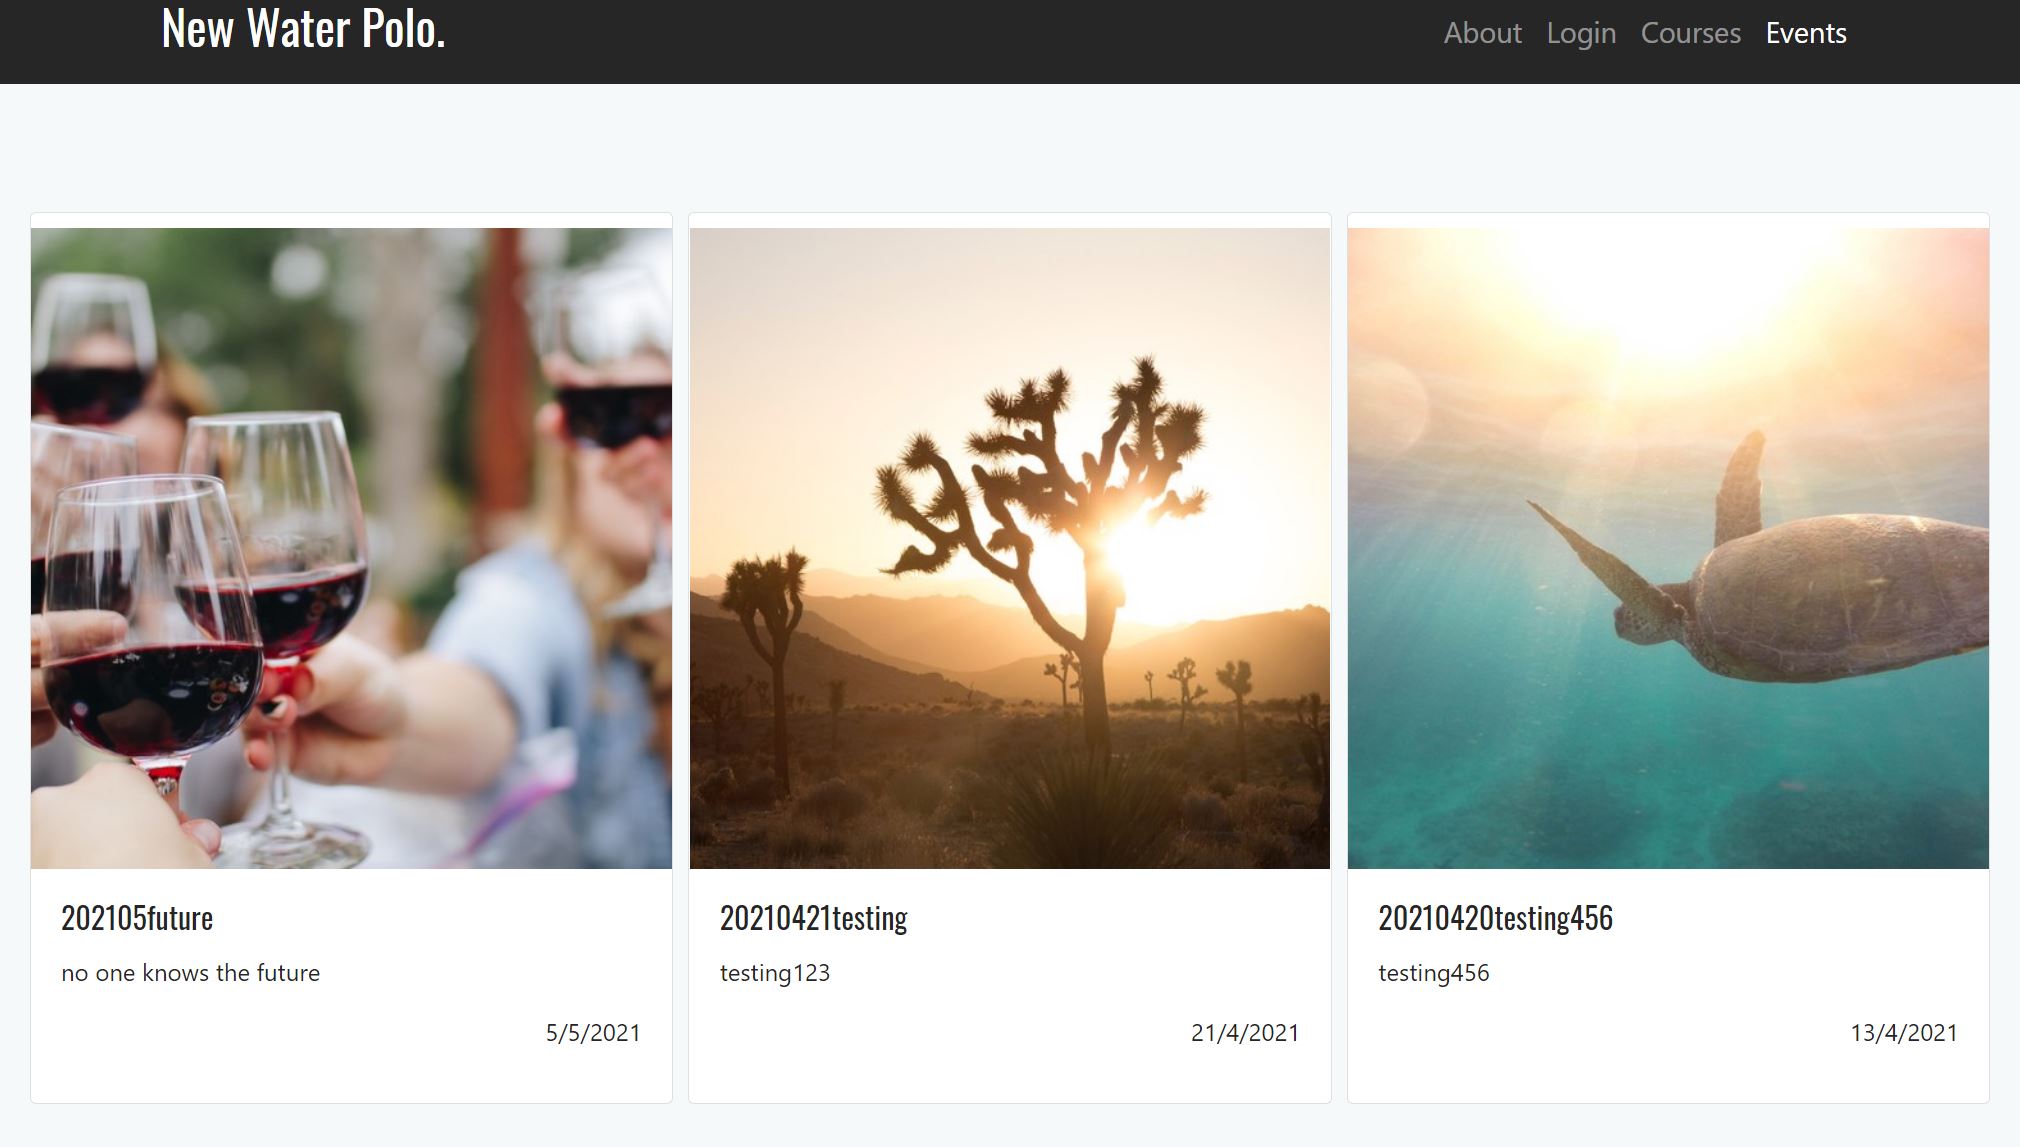 New Water Polo.
About Login Courses Events
202105future
no one knows the future
5/5/2021
20210421testing
testing123
21/4/2021
20210420testing456
testing456
13/4/2021